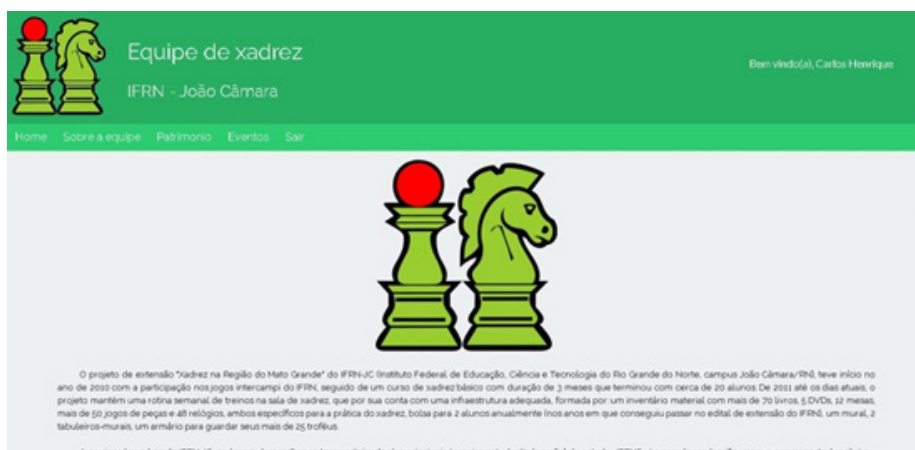 Equipe de xadrez
IFRN - João Câmara
Bem vindo(a), Carlos Henrique
Home Sobre a equipe Patrimonio Eventos Sair
O projeto de extensão "Xadrez na Região do Mato Grande" do IFRN-JC (Instituto Federal de Educação, Ciência e Tecnologia do Rio Grande do Norte, campus João Câmara/RN), teve início no
ano de 2010 com a participação nos jogos intercampi do IFRN, seguido de um curso de xadrez básico com duração de 3 meses que terminou com cerca de 20 alunos. De 2011 até os dias atuais, o
projeto mantém uma rotina semanal de treinos na sala de xadrez, que por sua conta com uma infraestrutura adequada, formada por: um inventário material com mais de 70 livros, 5 DVDs, 12 mesas,
mais de 50 jogos de peças e 48 relógios, ambos específicos para a prática do xadrez, bolsa para 2 alunos anualmente (nos anos em que conseguiu passar no edital de extensão do IFRN), um mural, 2
tabuleiros-murais, um armário para guardar seus mais de 25 troféus.